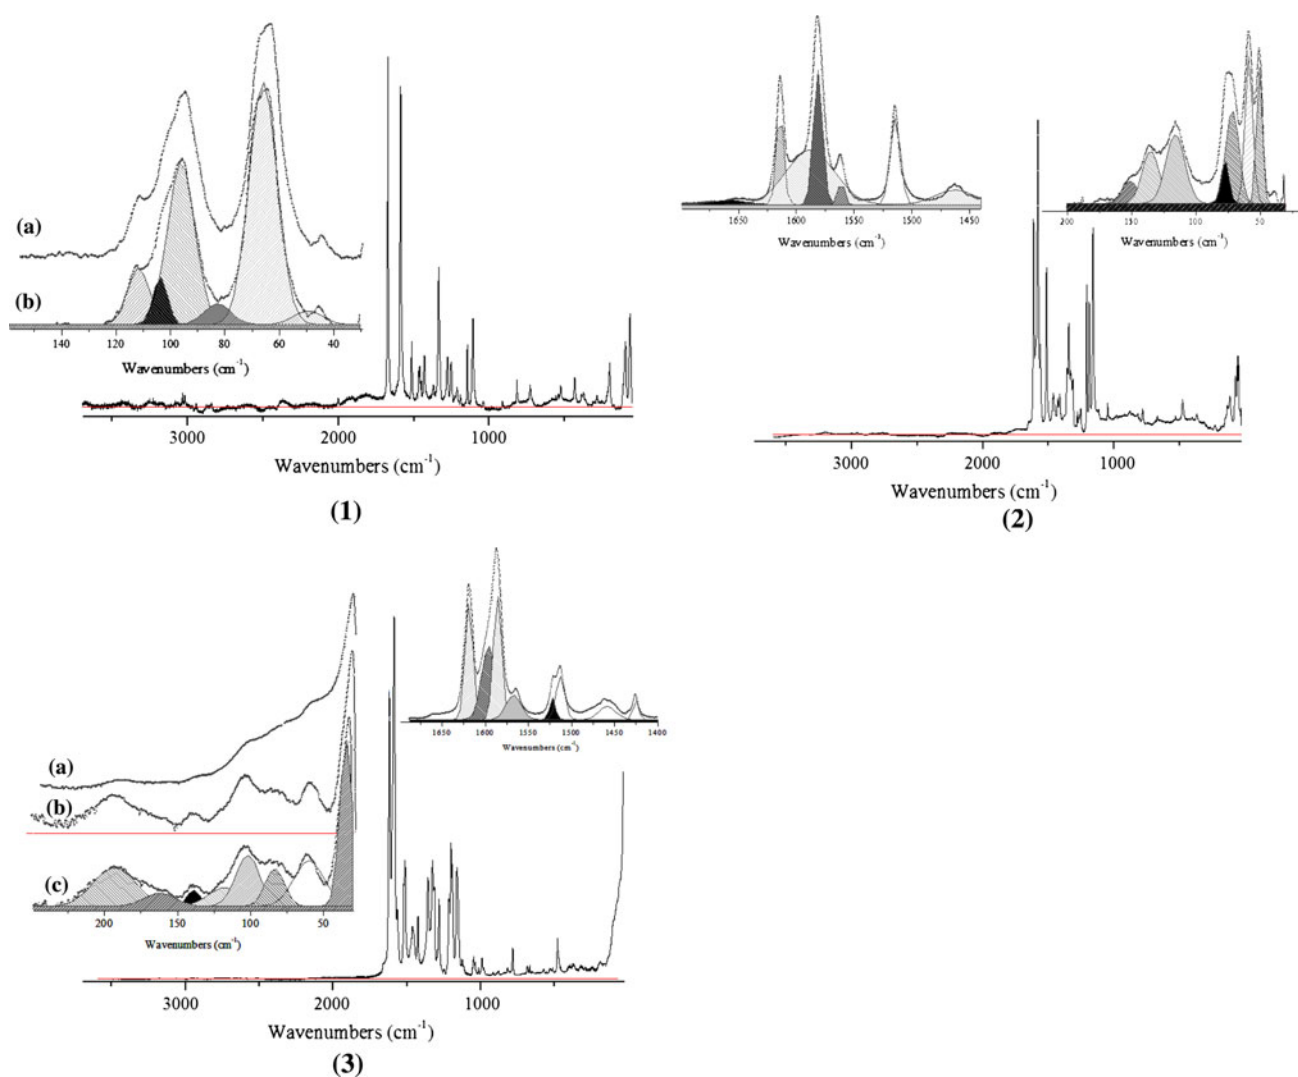 (a)
(b)
140 120 100 80 60 40
Wavenumbers (cm-1)
3000 2000 1000
Wavenumbers (cm-1)
(1)
1650 1600 1550 1500 1450
Wavenumbers (cm-1)
200 150 100 50
Wavenumbers (cm-1)
3000 2000 1000
Wavenumbers (cm-1)
(2)
(a)
(b)
(c)
200 150 100 50
Wavenumbers (cm-1)
1650 1600 1550 1500 1450 1400
Wavenumbers (cm-1)
3000 2000 1000
Wavenumbers (cm-1)
(3)